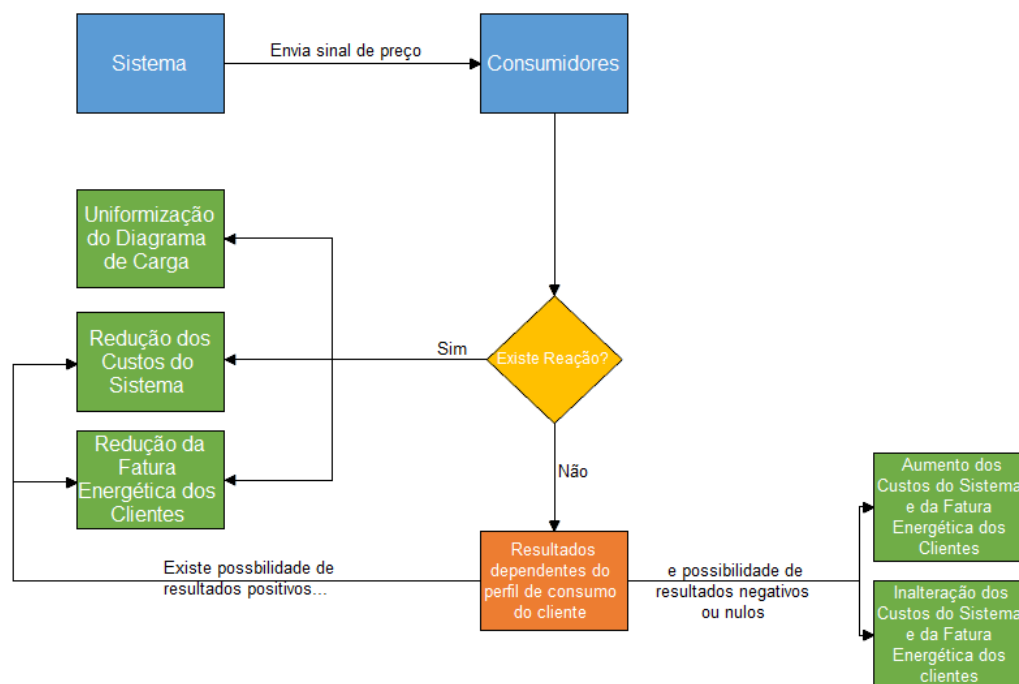 Sistema
Envia sinal de preço
Consumidores
Uniformização
do Diagrama
de Carga
Redução dos
Custos do
Sistema
Sim
Existe Reação?
Redução da
Fatura
Energética dos
Clientes
Não
Aumento dos
Custos do Sistema
e da Fatura
Energética dos
Clientes
Existe possbilidade de
resultados positivos...
Resultados
dependentes do
perfil de consumo
do cliente
e possibilidade de
resultados negativos
ou nulos
Inalteração dos
Custos do Sistema
e da Fatura
Energética dos
clientes